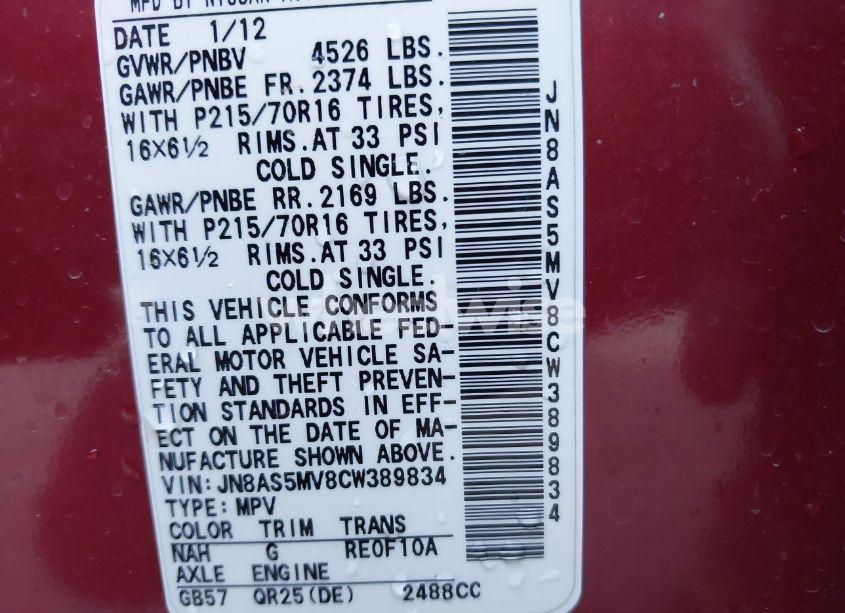 MFD BY NISSAN
DATE 1/12
GVWR/PNBV 4526 LBS.
GAWR/PNBE FR. 2374 LBS.
WITH P215/70R16 TIRES,
16X6½ RIMS. AT 33 PSI
COLD SINGLE.
GAWR/PNBE RR. 2169 LBS.
WITH P215/70R16 TIRES,
16X6½ RIMS. AT 33 PSI
COLD SINGLE.
THIS VEHICLE CONFORMS
TO ALL APPLICABLE FED-
ERAL MOTOR VEHICLE SA-
FETY AND THEFT PREVEN-
TION STANDARDS IN EFF-
ECT ON THE DATE OF MA-
NUFACTURE SHOWN ABOVE.
VIN: JN8AS5MV8CW389834
TYPE: MPV
COLOR TRIM TRANS
NAH G RE0F10A
AXLE ENGINE
GB57 QR25(DE) 2488CC
JN8AS5MV8CW389834